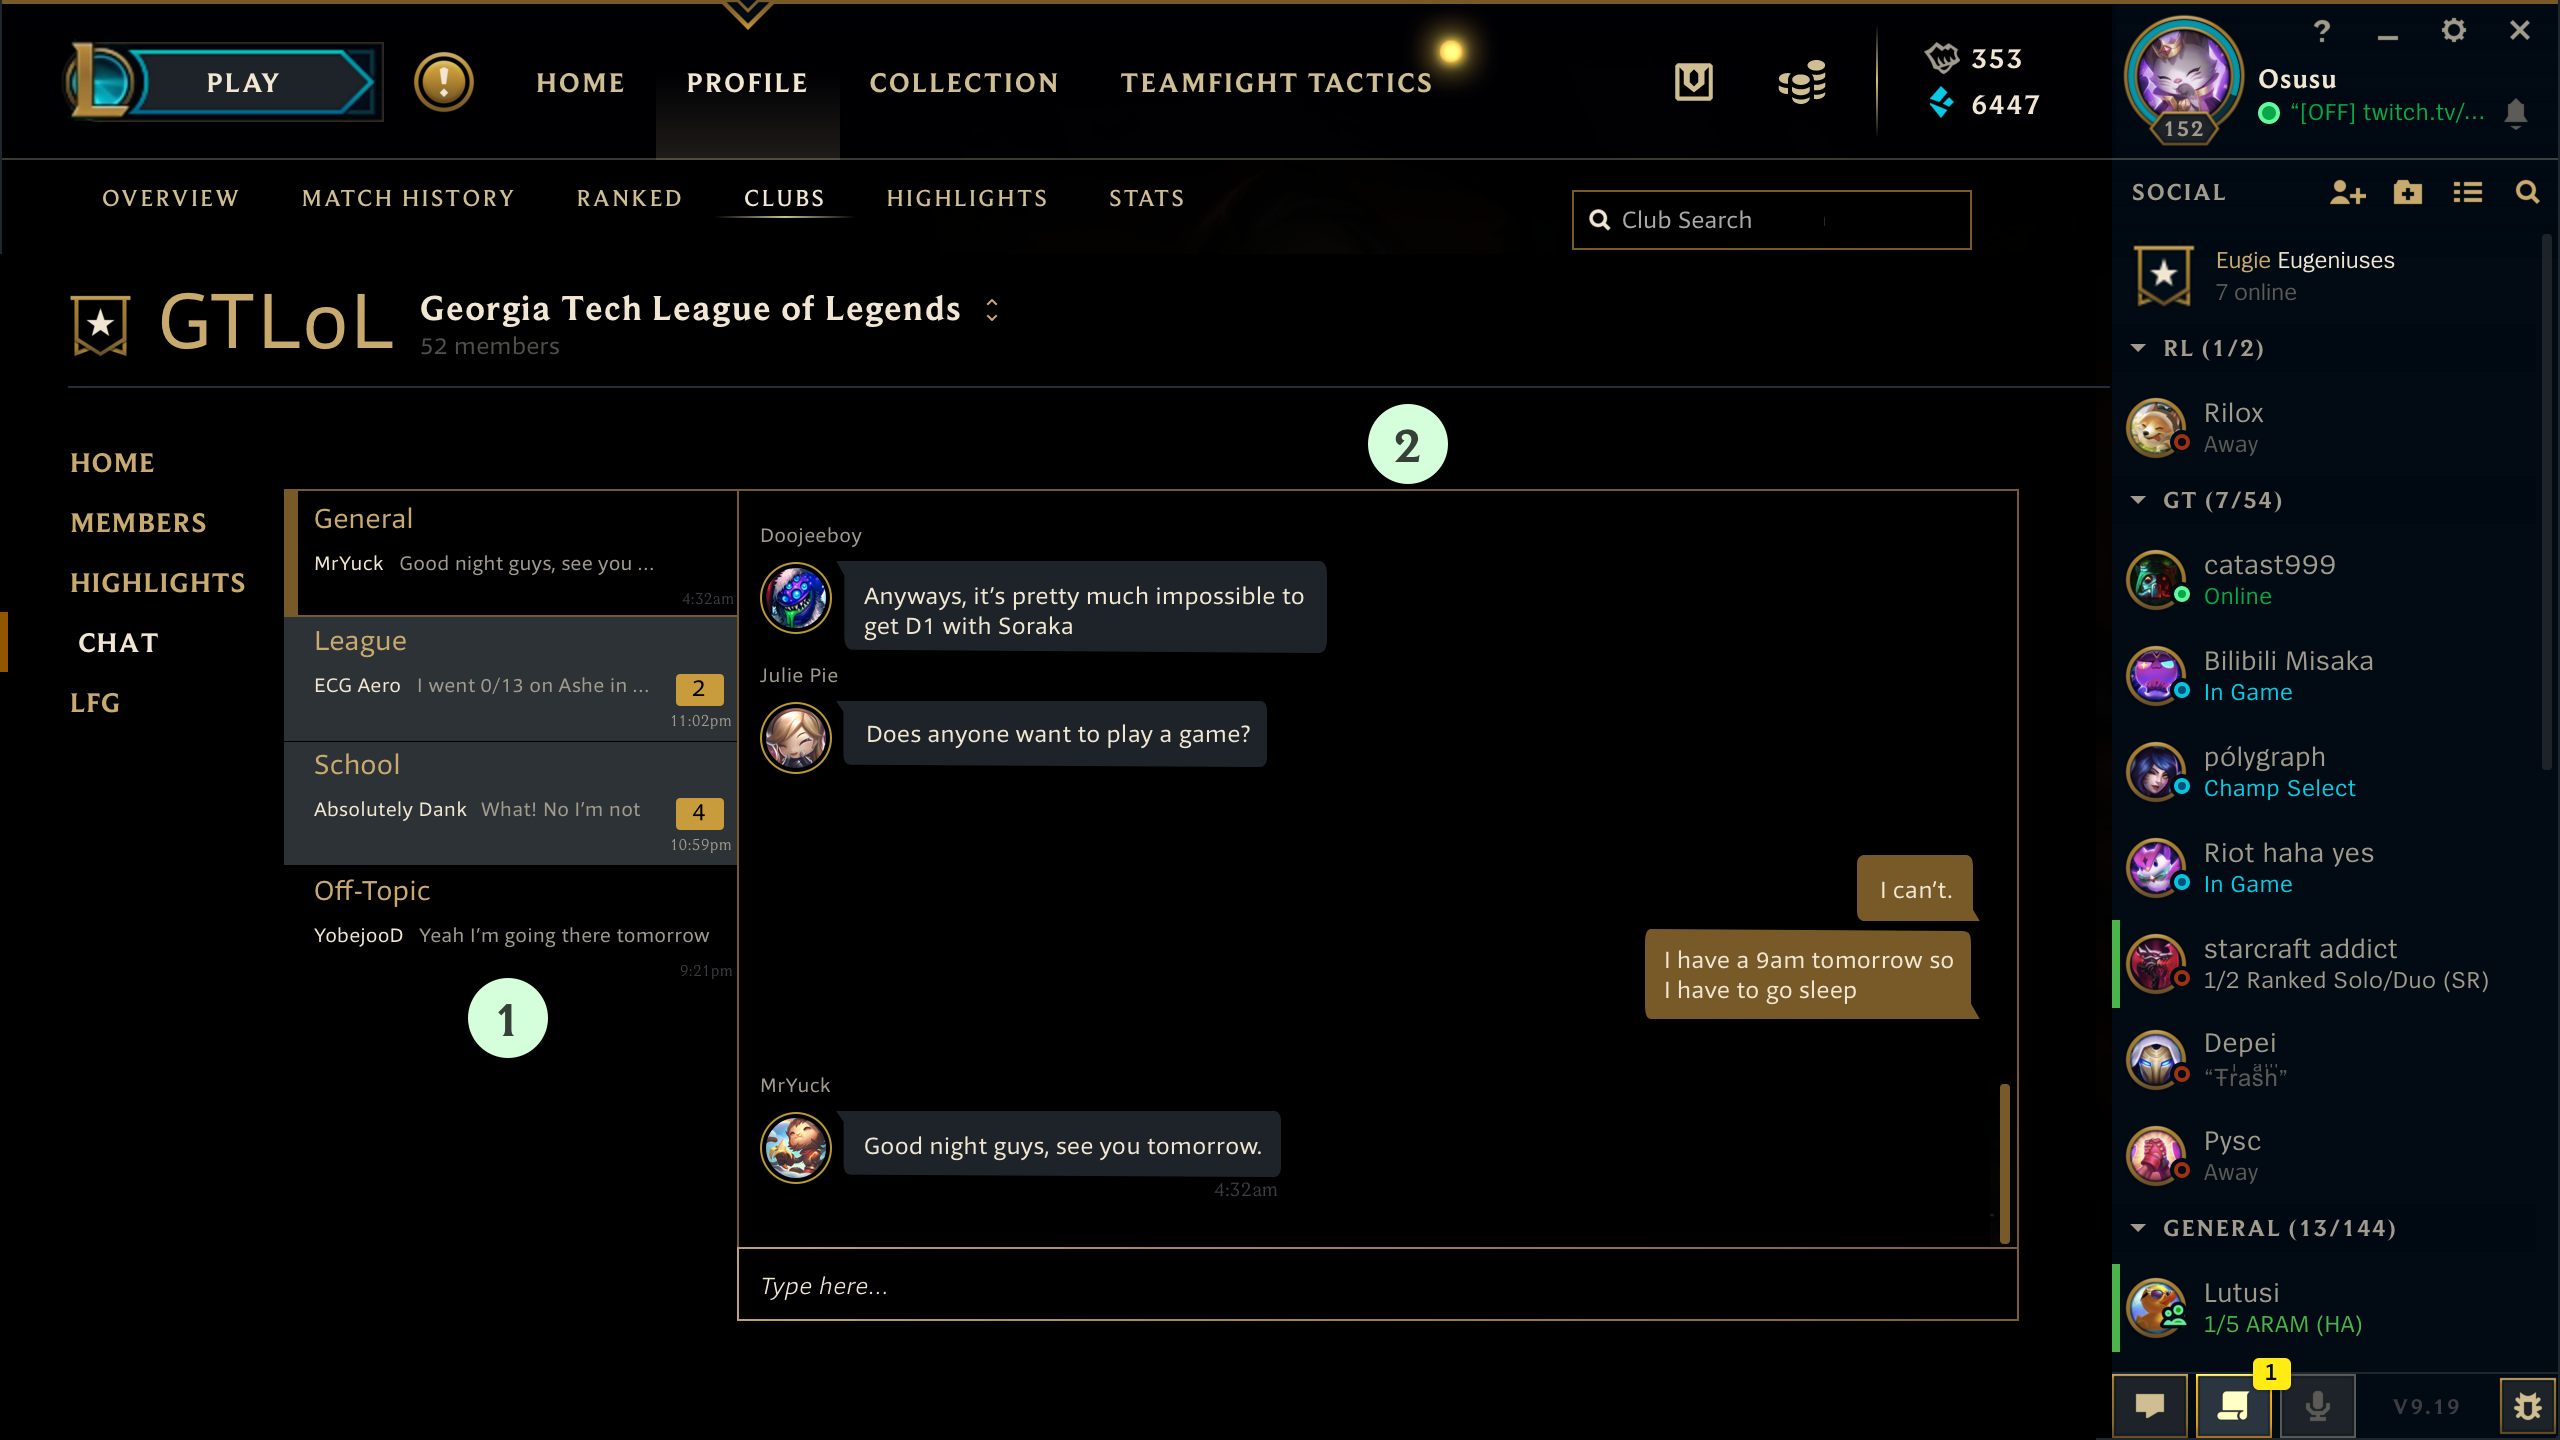 PLAY
HOME
PROFILE
COLLECTION
TEAMFIGHT TACTICS
353
6447
152
?
Osusu
“[OFF] twitch.tv/...
OVERVIEW
MATCH HISTORY
RANKED
CLUBS
HIGHLIGHTS
STATS
Club Search
GTLoL
Georgia Tech League of Legends
52 members
HOME
MEMBERS
HIGHLIGHTS
CHAT
LFG
General
MrYuck Good night guys, see you ...
4:32am
League
ECG Aero I went 0/13 on Ashe in ...
2
11:02pm
School
Absolutely Dank What! No I’m not
4
10:59pm
Off-Topic
YobejooD Yeah I’m going there tomorrow
9:21pm
1
2
Doojeeboy
Anyways, it’s pretty much impossible to
get D1 with Soraka
Julie Pie
Does anyone want to play a game?
I can’t.
I have a 9am tomorrow so
I have to go sleep
MrYuck
Good night guys, see you tomorrow.
4:32am
Type here...
SOCIAL
Eugie Eugeniuses
7 online
RL (1/2)
Rilox
Away
GT (7/54)
catast999
Online
Bilibili Misaka
In Game
pólygraph
Champ Select
Riot haha yes
In Game
starcraft addict
1/2 Ranked Solo/Duo (SR)
Depei
Pysc
Away
GENERAL (13/144)
Lutusi
1/5 ARAM (HA)
1
V9.19